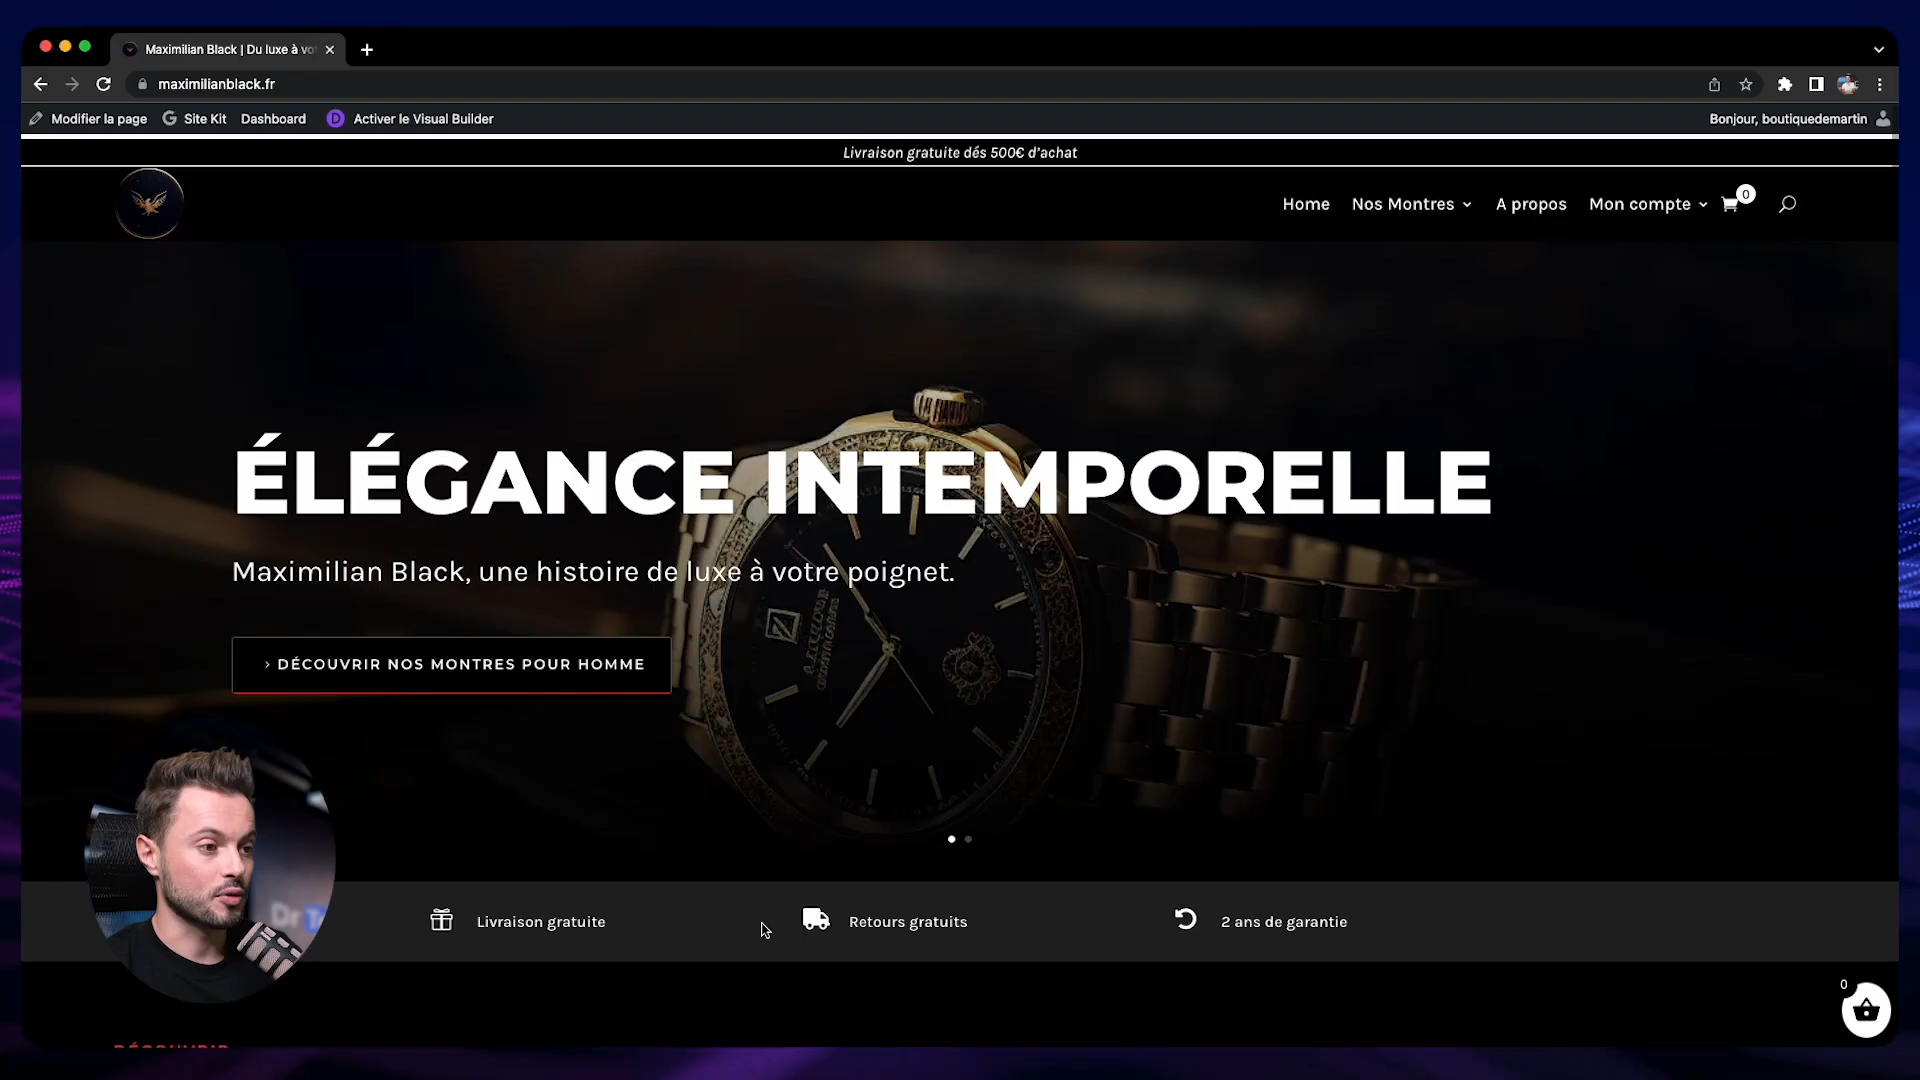 Maximilian Black | Du luxe à vo
maximilianblack.fr
Modifier la page Site Kit Dashboard D Activer le Visual Builder Bonjour, boutiquedemartin
Livraison gratuite dés 500€ d'achat
Home Nos Montres A propos Mon compte 0
ÉLÉGANCE INTEMPORELLE
Maximilian Black, une histoire de luxe à votre poignet.
› DÉCOUVRIR NOS MONTRES POUR HOMME
Dr T
Livraison gratuite Retours gratuits 2 ans de garantie
0
DÉCOUVRIR